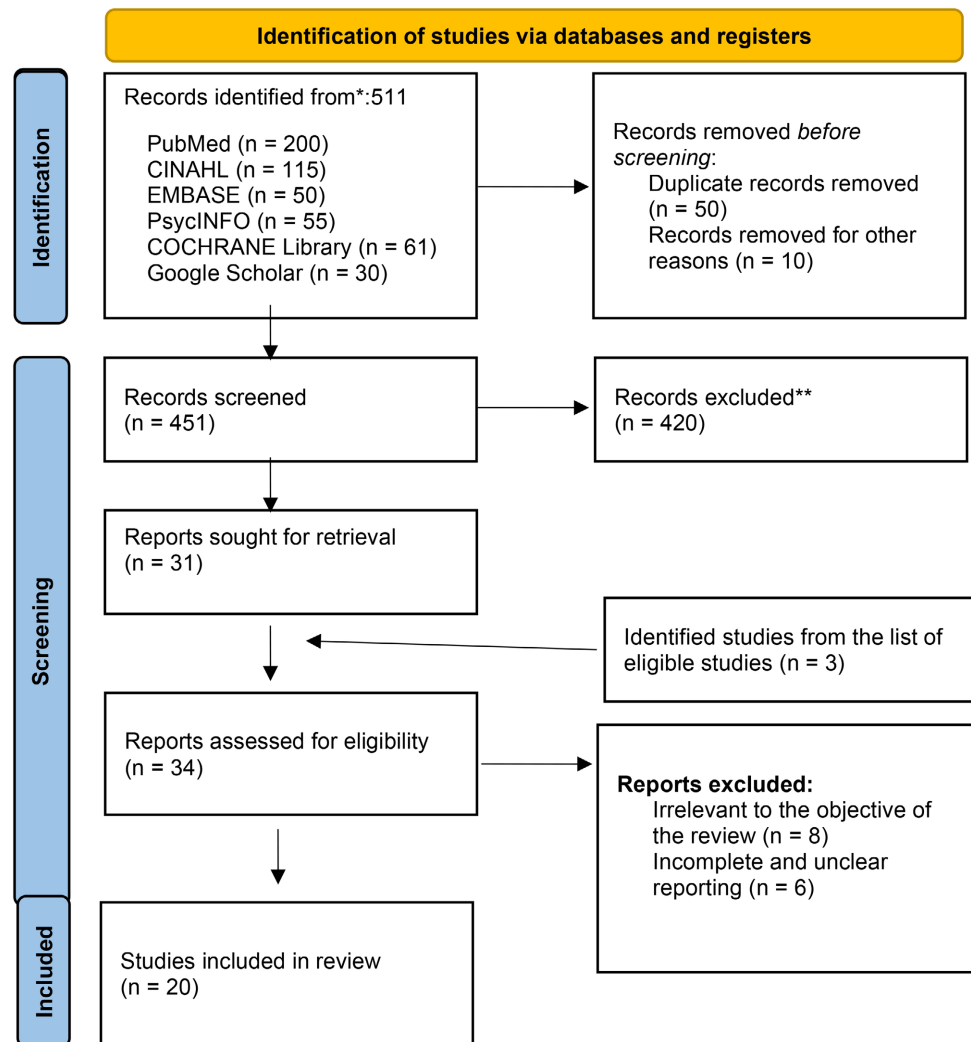 Identification of studies via databases and registers
Identification
Records identified from*:511
PubMed (n = 200)
CINAHL (n = 115)
EMBASE (n = 50)
PsycINFO (n = 55)
COCHRANE Library (n = 61)
Google Scholar (n = 30)
Records removed before
screening:
Duplicate records removed
(n = 50)
Records removed for other
reasons (n = 10)
Screening
Records screened
(n = 451)
Records excluded**
(n = 420)
Reports sought for retrieval
(n = 31)
Identified studies from the list of
eligible studies (n = 3)
Reports assessed for eligibility
(n = 34)
Reports excluded:
Irrelevant to the objective of
the review (n = 8)
Incomplete and unclear
reporting (n = 6)
Included
Studies included in review
(n = 20)